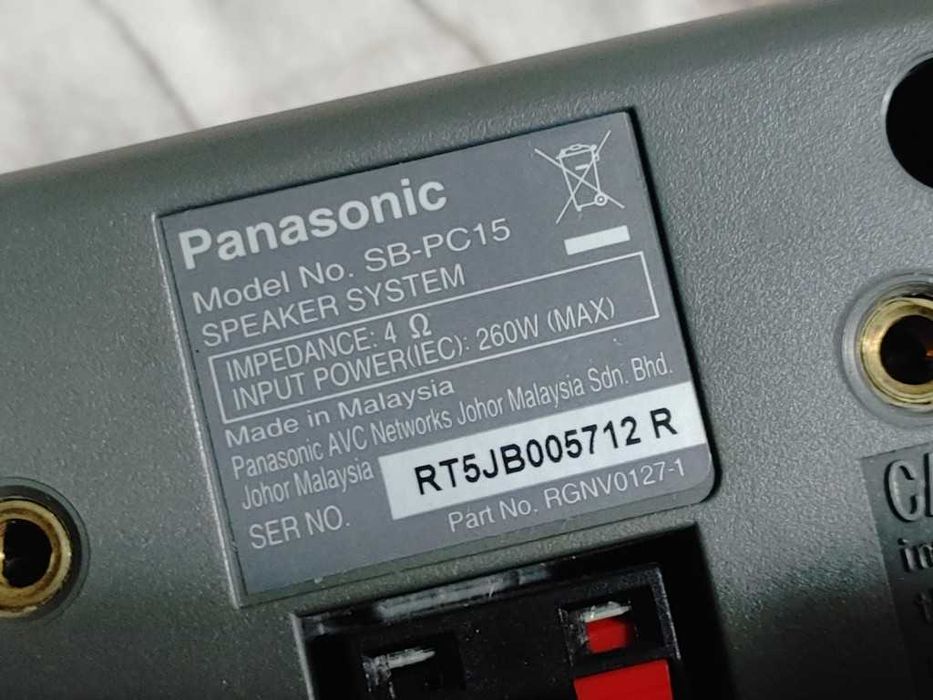 Panasonic
Model No. SB-PC15
SPEAKER SYSTEM
IMPEDANCE: 4 Ω
INPUT POWER(IEC): 260W (MAX)
Made in Malaysia
Panasonic AVC Networks Johor Malaysia Sdn. Bhd.
Johor Malaysia
SER NO.
RT5JB005712 R
Part No. RGNV0127-1